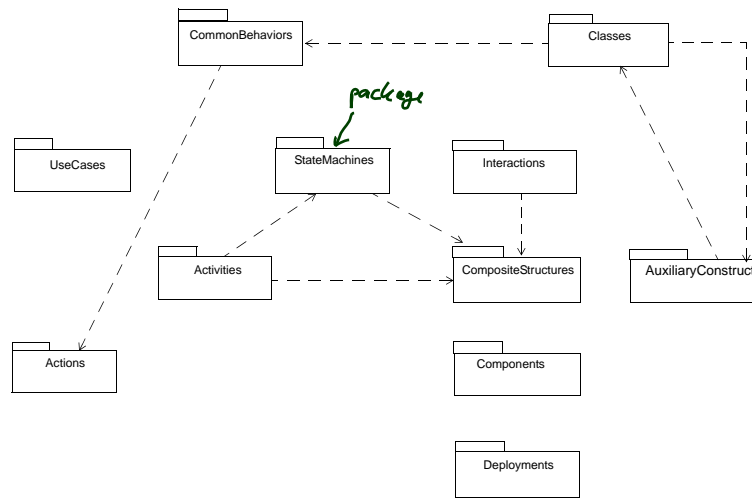 CommonBehaviors
Classes
package
UseCases
StateMachines
Interactions
Activities
CompositeStructures
AuxiliaryConstruct
Actions
Components
Deployments